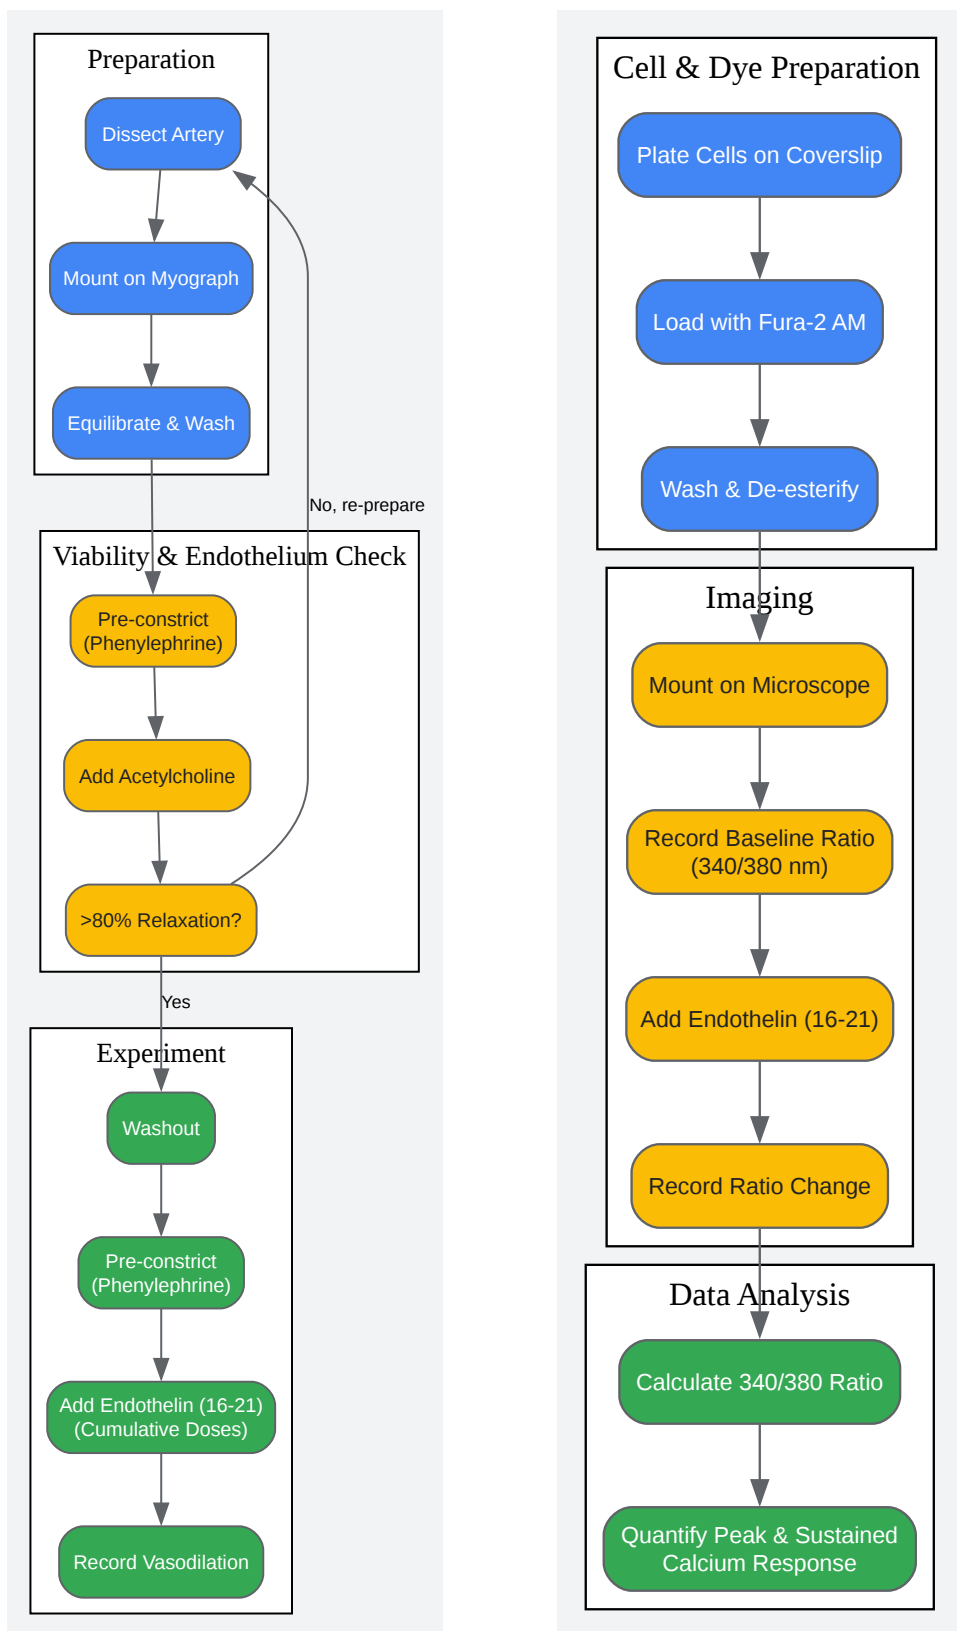 Preparation
Dissect Artery
Mount on Myograph
Equilibrate & Wash
No, re-prepare
Viability & Endothelium Check
Pre-constrict
(Phenylephrine)
Add Acetylcholine
>80% Relaxation?
Yes
Experiment
Washout
Pre-constrict
(Phenylephrine)
Add Endothelin (16-21)
(Cumulative Doses)
Record Vasodilation
Cell & Dye Preparation
Plate Cells on Coverslip
Load with Fura-2 AM
Wash & De-esterify
Imaging
Mount on Microscope
Record Baseline Ratio
(340/380 nm)
Add Endothelin (16-21)
Record Ratio Change
Data Analysis
Calculate 340/380 Ratio
Quantify Peak & Sustained
Calcium Response